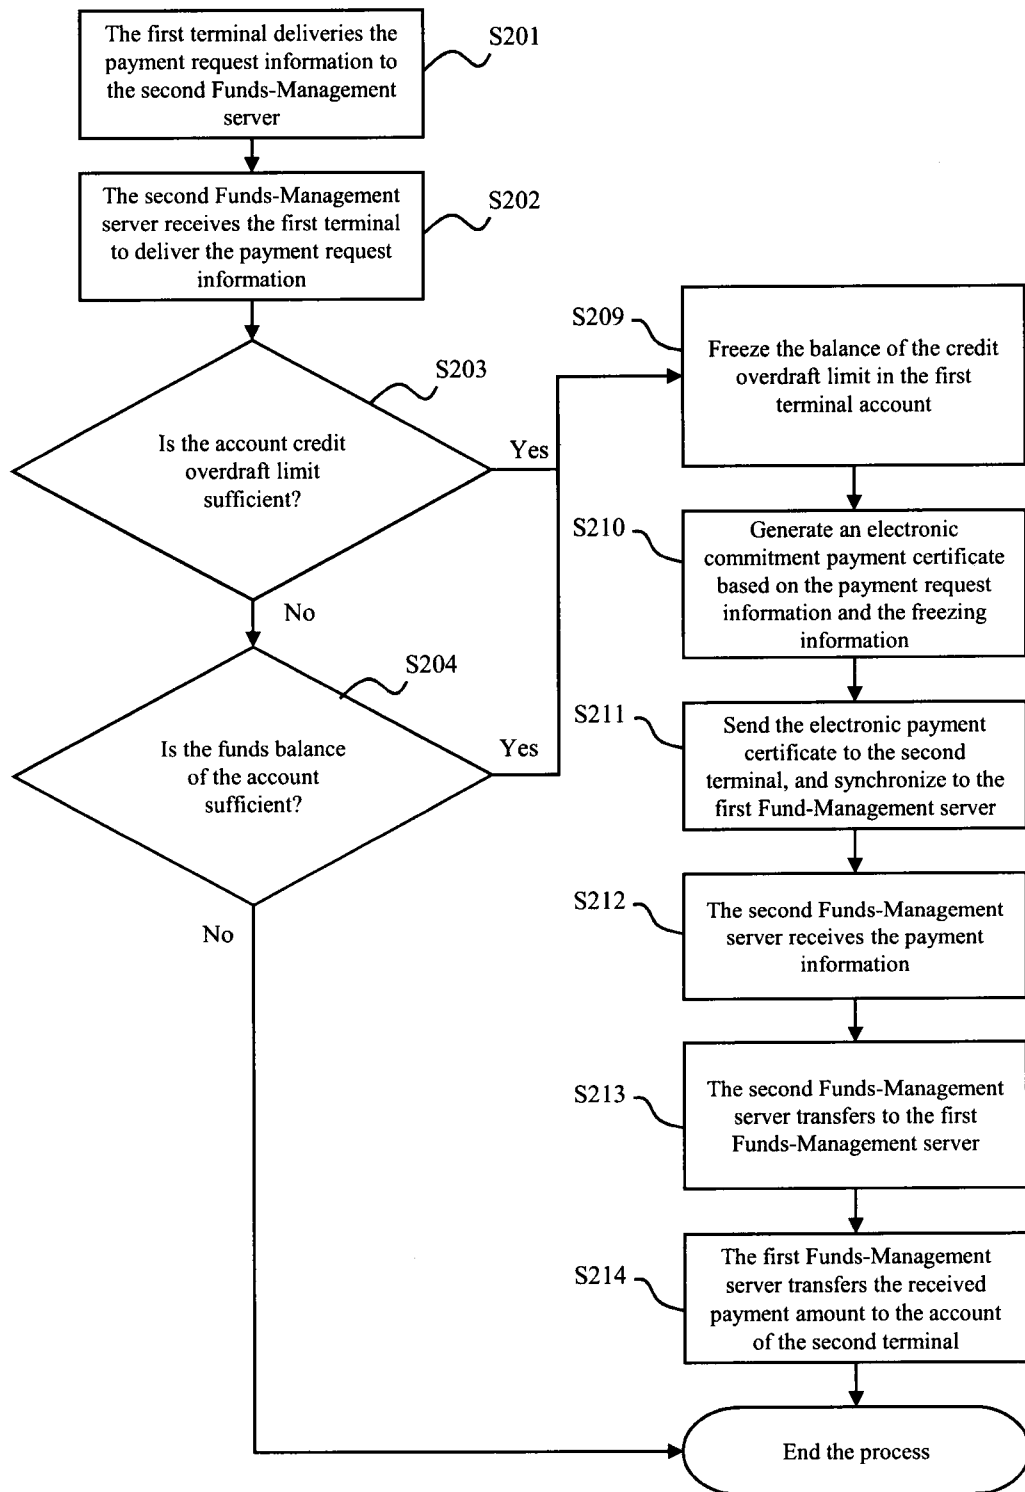 The first terminal deliveries the
payment request information to
the second Funds-Management
server
S201
The second Funds-Management
server receives the first terminal
to deliver the payment request
information
S202
Is the account credit
overdraft limit
sufficient?
S203
Yes
No
Is the funds balance
of the account
sufficient?
S204
Yes
No
S209
Freeze the balance of the credit
overdraft limit in the first
terminal account
S210
Generate an electronic
commitment payment certificate
based on the payment request
information and the freezing
information
S211
Send the electronic payment
certificate to the second
terminal, and synchronize to the
first Fund-Management server
S212
The second Funds-Management
server receives the payment
information
S213
The second Funds-Management
server transfers to the first
Funds-Management server
S214
The first Funds-Management
server transfers the received
payment amount to the account
of the second terminal
End the process